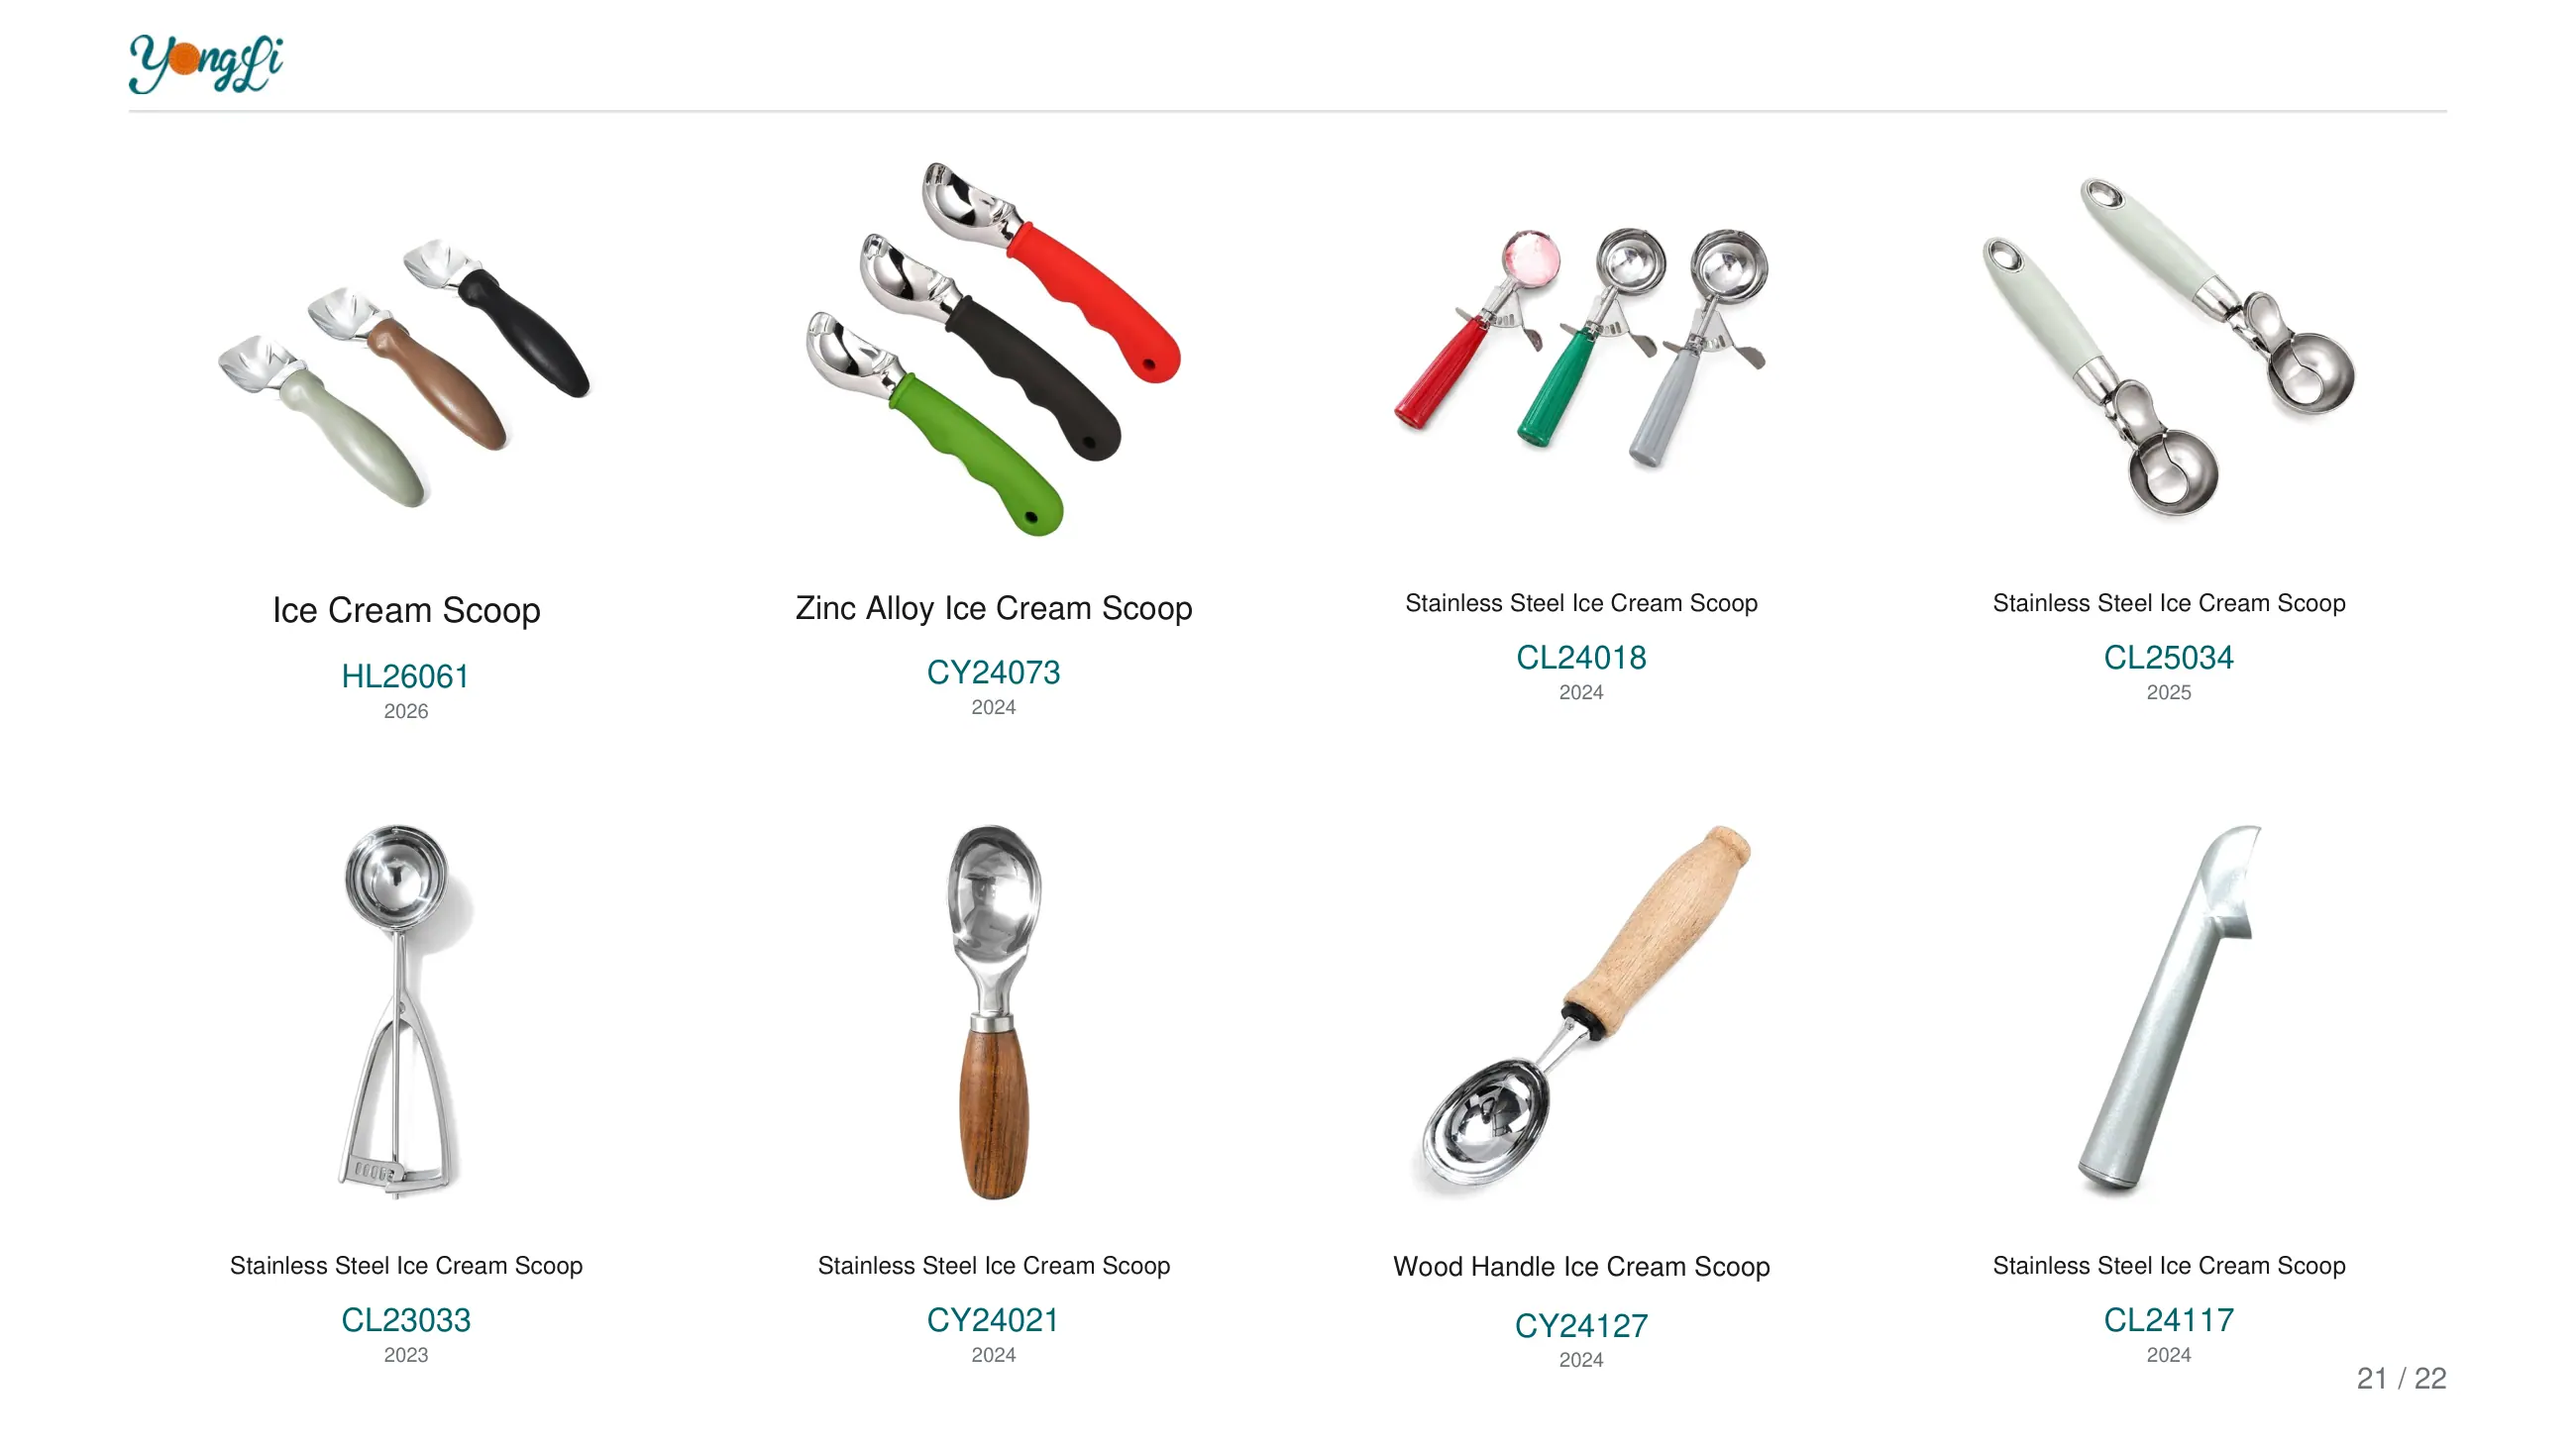 YongLi
Ice Cream Scoop
HL26061
2026
Zinc Alloy Ice Cream Scoop
CY24073
2024
Stainless Steel Ice Cream Scoop
CL24018
2024
Stainless Steel Ice Cream Scoop
CL25034
2025
Stainless Steel Ice Cream Scoop
CL23033
2023
Stainless Steel Ice Cream Scoop
CY24021
2024
Wood Handle Ice Cream Scoop
CY24127
2024
Stainless Steel Ice Cream Scoop
CL24117
2024
21 / 22